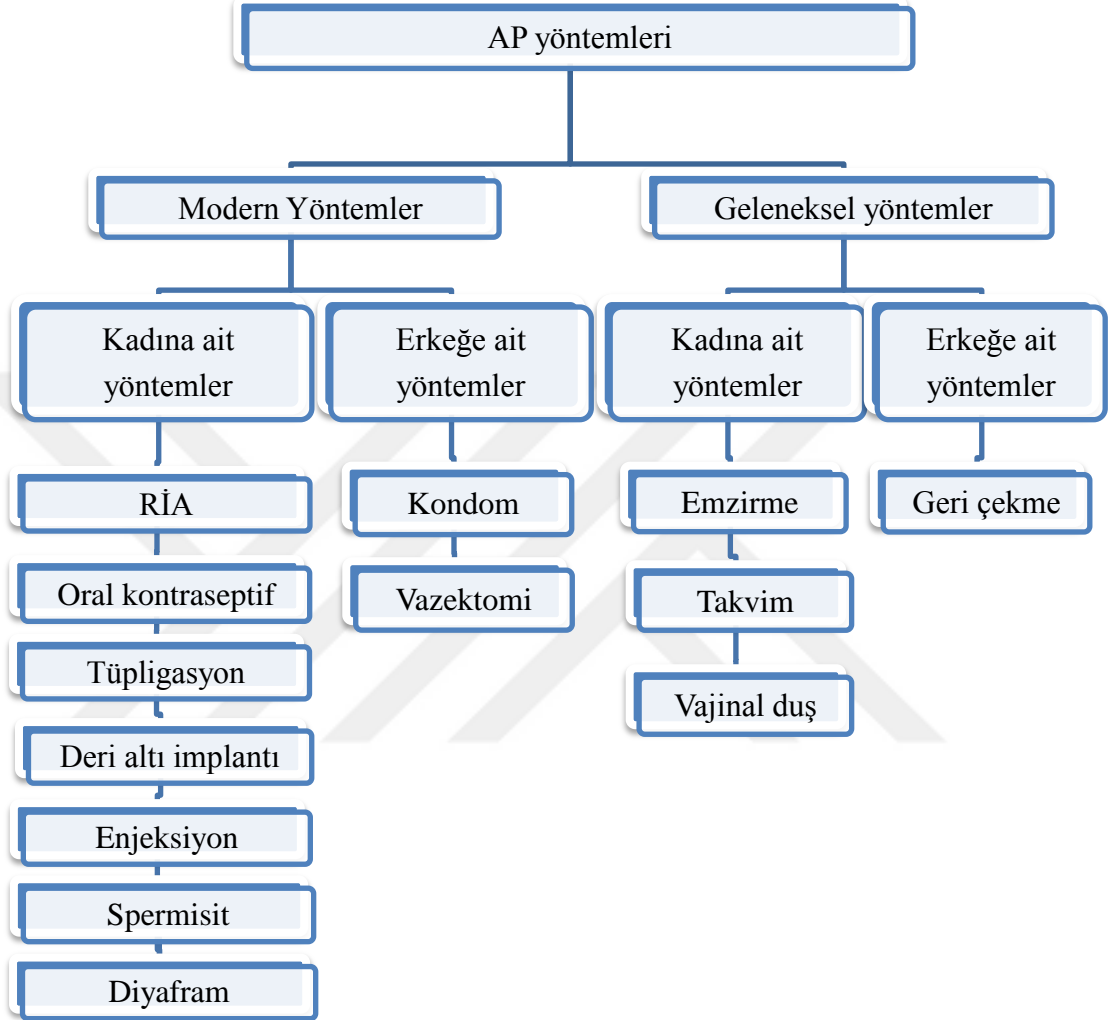 AP yöntemleri
Modern Yöntemler
Geleneksel yöntemler
Kadına ait
yöntemler
Erkeğe ait
yöntemler
Kadına ait
yöntemler
Erkeğe ait
yöntemler
RİA
Oral kontraseptif
Tüpligasyon
Deri altı implantı
Enjeksiyon
Spermisit
Diyafram
Kondom
Vazektomi
Emzirme
Takvim
Vajinal duş
Geri çekme